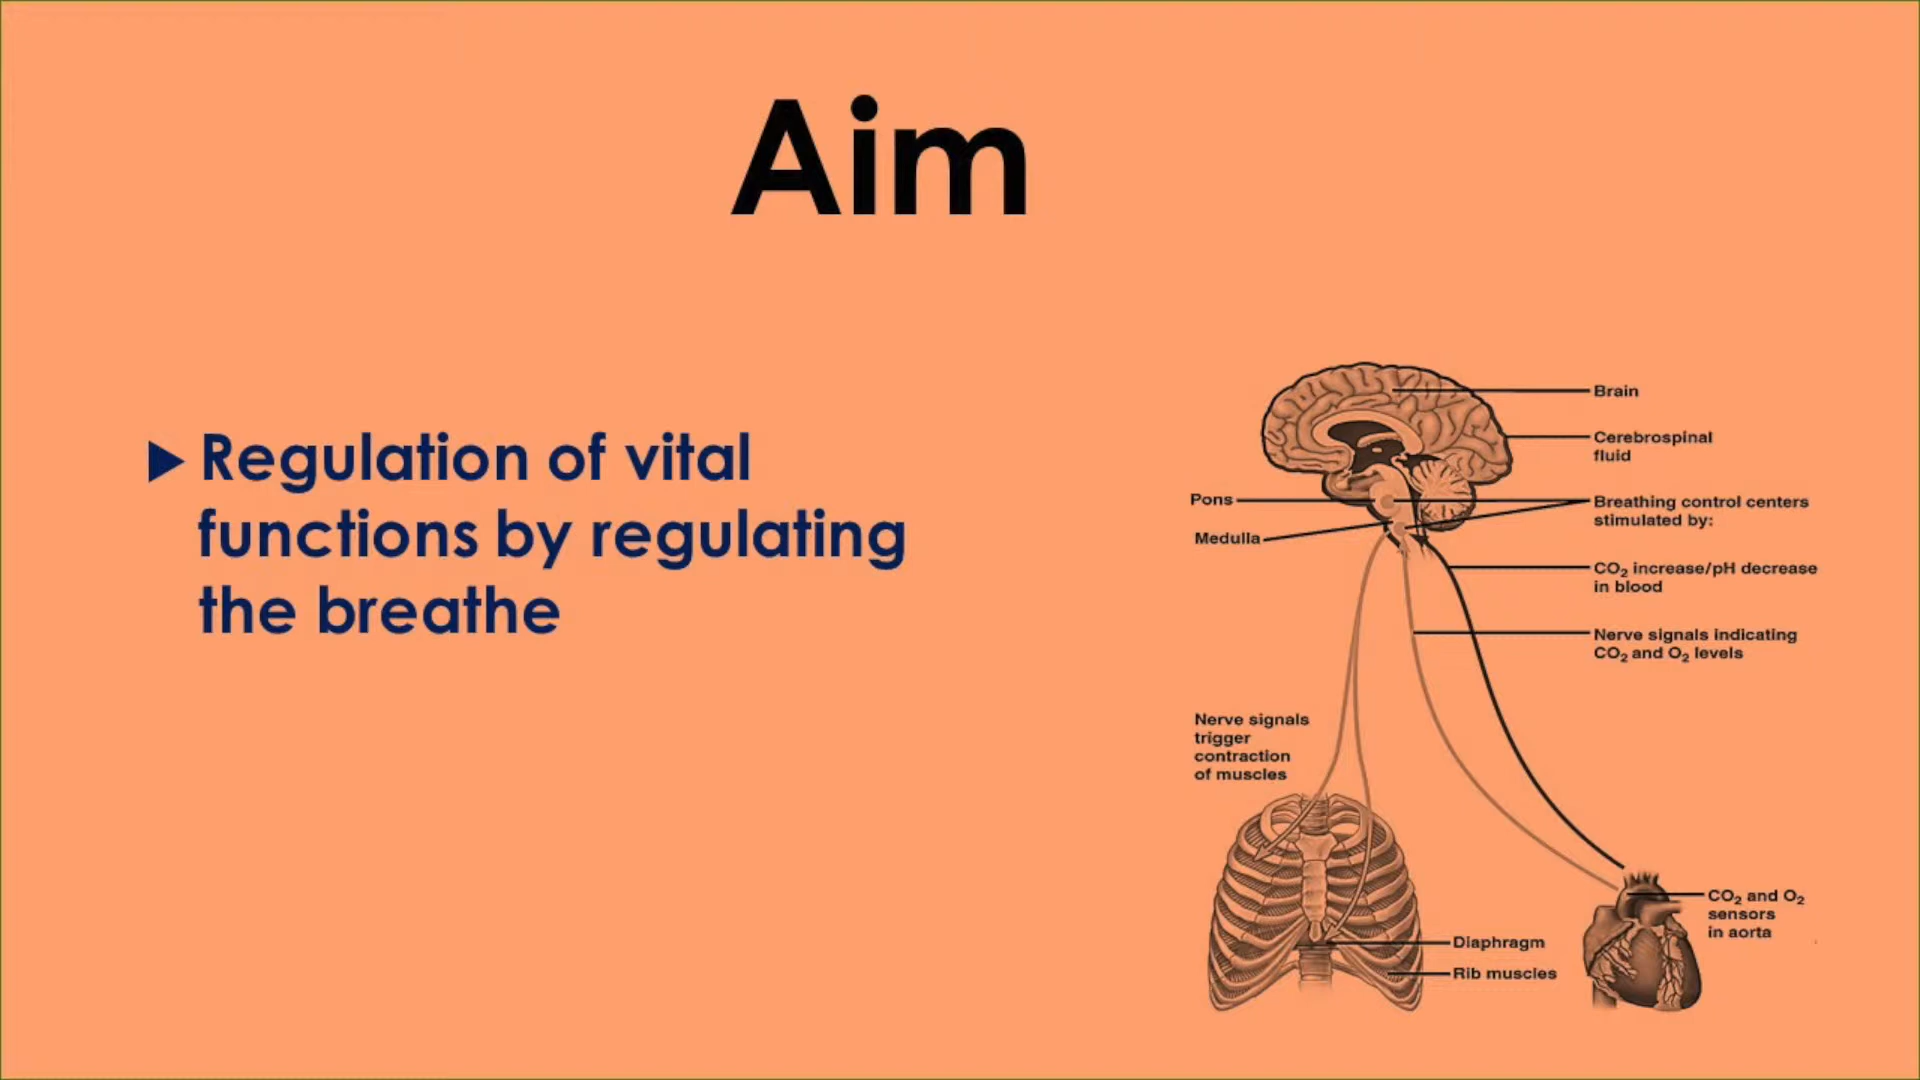 Aim
▶ Regulation of vital
functions by regulating
the breathe
Brain
Cerebrospinal
fluid
Pons
Breathing control centers
stimulated by:
Medulla
CO₂ increase/pH decrease
in blood
Nerve signals indicating
CO₂ and O₂ levels
Nerve signals
trigger
contraction
of muscles
CO₂ and O₂
sensors
in aorta
Diaphragm
Rib muscles